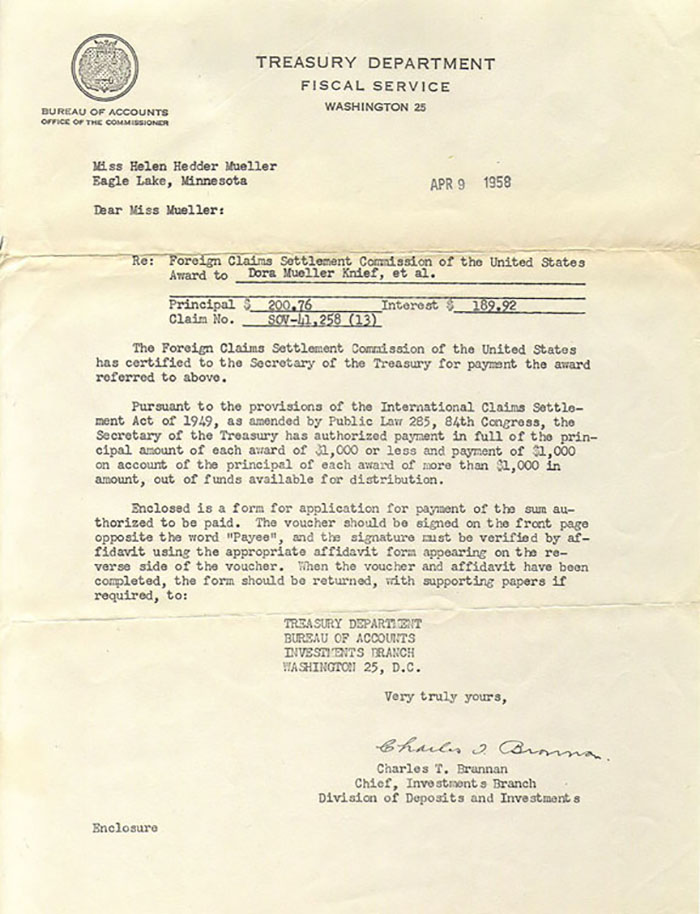 TREASURY DEPARTMENT
FISCAL SERVICE
WASHINGTON 25
BUREAU OF ACCOUNTS
OFFICE OF THE COMMISSIONER
Miss Helen Hedder Mueller
Eagle Lake, Minnesota
APR 9 1958
Dear Miss Mueller:
Re: Foreign Claims Settlement Commission of the United States
Award to Dora Mueller Knief, et al.
Principal $ 200.76 Interest $ 189.92
Claim No. SOV-41,258 (13)
The Foreign Claims Settlement Commission of the United States
has certified to the Secretary of the Treasury for payment the award
referred to above.
Pursuant to the provisions of the International Claims Settle-
ment Act of 1949, as amended by Public Law 285, 84th Congress, the
Secretary of the Treasury has authorized payment in full of the prin-
cipal amount of each award of $1,000 or less and payment of $1,000
on account of the principal of each award of more than $1,000 in
amount, out of funds available for distribution.
Enclosed is a form for application for payment of the sum au-
thorized to be paid. The voucher should be signed on the front page
opposite the word "Payee", and the signature must be verified by af-
fidavit using the appropriate affidavit form appearing on the re-
verse side of the voucher. When the voucher and affidavit have been
completed, the form should be returned, with supporting papers if
required, to:
TREASURY DEPARTMENT
BUREAU OF ACCOUNTS
INVESTMENTS BRANCH
WASHINGTON 25, D.C.
Very truly yours,
Charles T. Brannan
Charles T. Brannan
Chief, Investments Branch
Division of Deposits and Investments
Enclosure